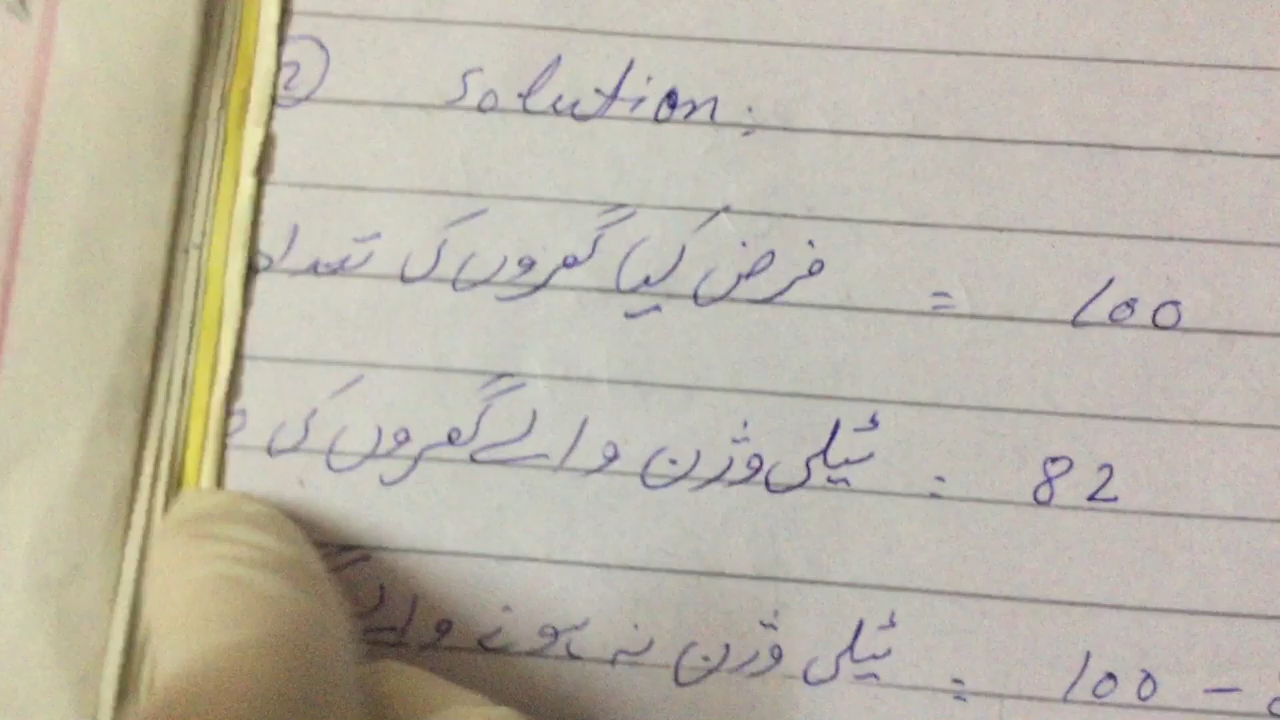 ② Solution:
فرض کیا گھروں کی تعداد = 100
ٹیلی وژن والے گھروں کی = 82
ٹیلی وژن نہ ہونے والے = 100 -